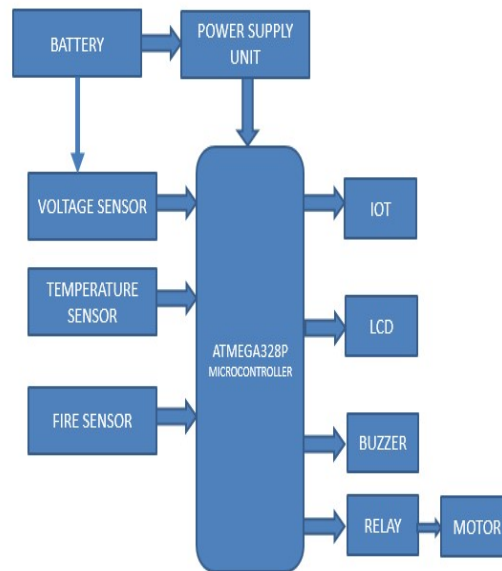 BATTERY
POWER SUPPLY
UNIT
VOLTAGE SENSOR
IOT
TEMPERATURE
SENSOR
LCD
ATMEGA328P
MICROCONTROLLER
FIRE SENSOR
BUZZER
RELAY
MOTOR